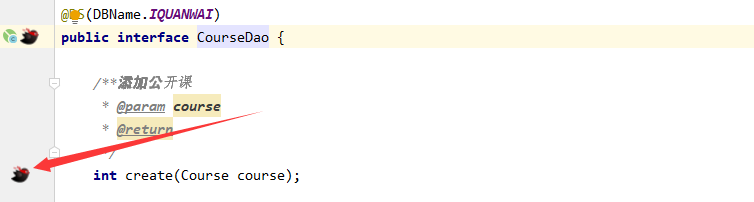 @DS(DBName.IQUANWAI)
public interface CourseDao {
/**添加公开课
* @param course
* @return
*/
int create(Course course);